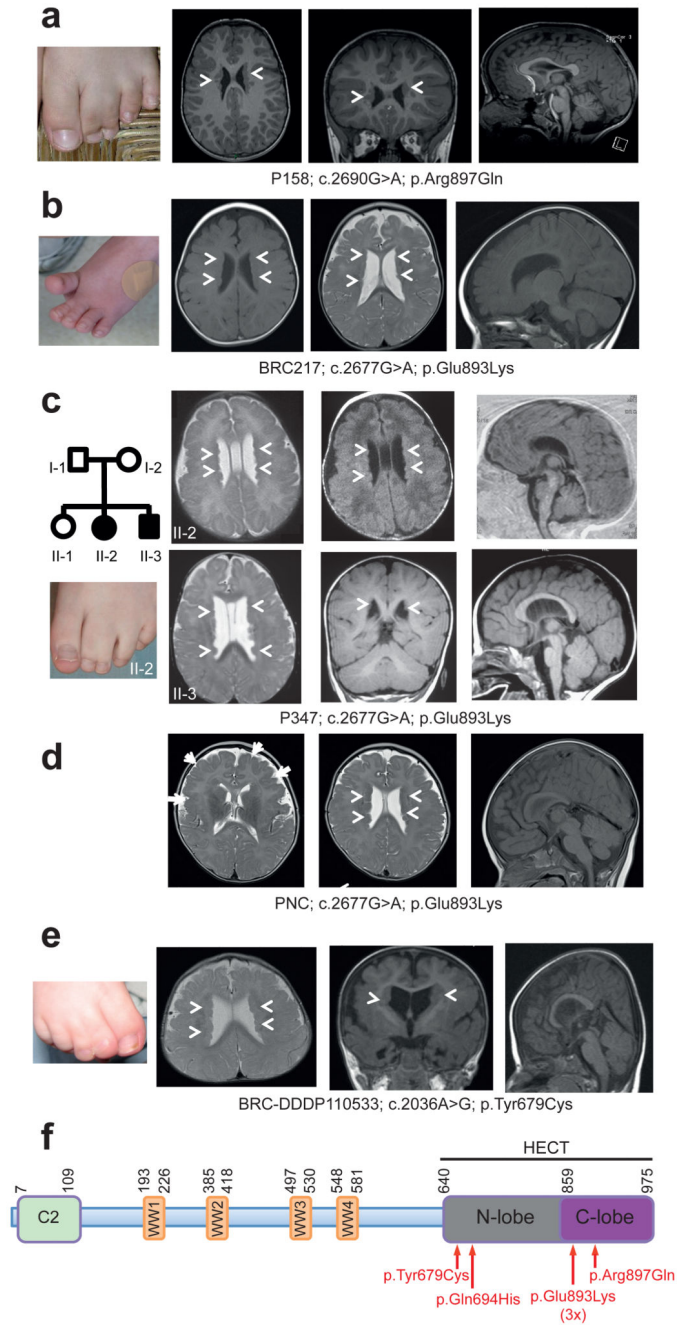 a
P158; c.2690G>A; p.Arg897Gln
b
BRC217; c.2677G>A; p.Glu893Lys
c
I-1
I-2
II-1
II-2
II-3
II-2
II-2
II-3
P347; c.2677G>A; p.Glu893Lys
d
PNC; c.2677G>A; p.Glu893Lys
e
BRC-DDDP110533; c.2036A>G; p.Tyr679Cys
f
HECT
7
109
193
226
385
418
497
530
548
581
640
859
975
C2
WW1
WW2
WW3
WW4
N-lobe
C-lobe
p.Tyr679Cys
p.Gln694His
p.Glu893Lys
(3x)
p.Arg897Gln